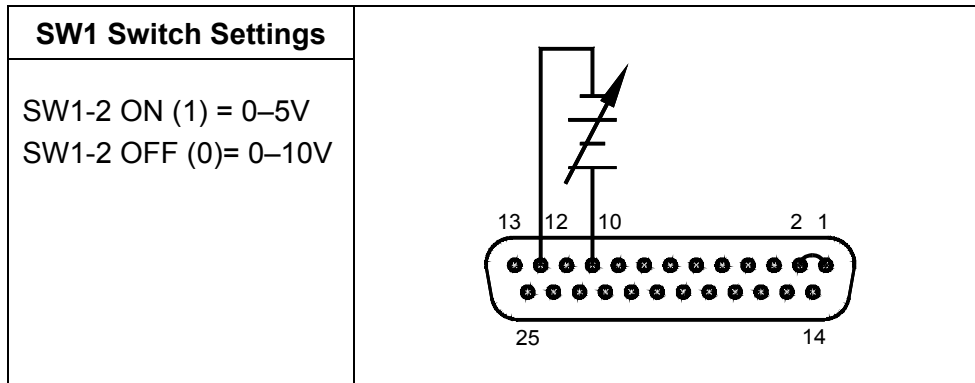 SW1 Switch Settings
SW1-2 ON (1) = 0–5V
SW1-2 OFF (0)= 0–10V
13 12 10 2 1
25 14